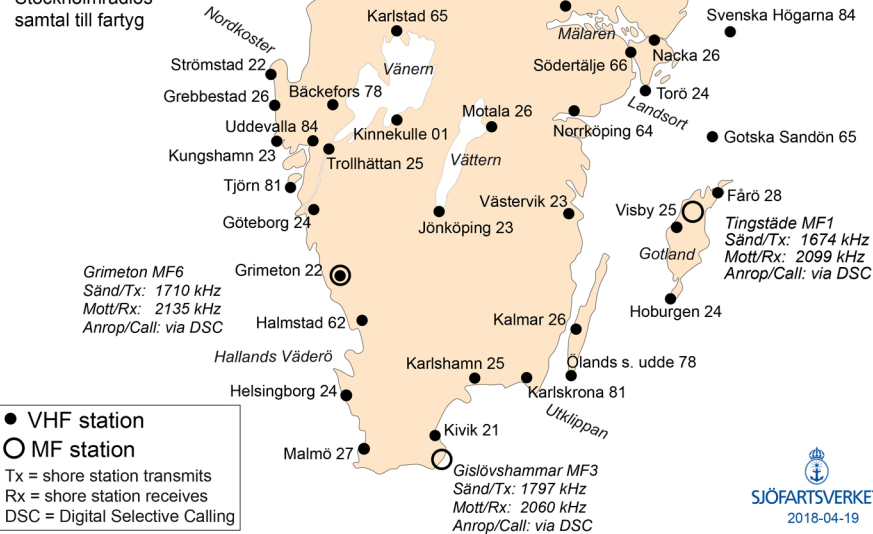 Stockholmradios
samtal till fartyg
Nordkoster
Karlstad 65
Svenska Högarna 84
Mälaren
Nacka 26
Strömstad 22
Vänern
Södertälje 66
Grebbestad 26
Bäckefors 78
Torö 24
Landsort
Motala 26
Uddevalla 84
Kinnekulle 01
Norrköping 64
Gotska Sandön 65
Kungshamn 23
Trollhättan 25
Vättern
Tjörn 81
Västervik 23
Fårö 28
Visby 25
Göteborg 24
Jönköping 23
Tingstäde MF1
Sänd/Tx: 1674 kHz
Mott/Rx: 2099 kHz
Anrop/Call: via DSC
Gotland
Grimeton 22
Grimeton MF6
Sänd/Tx: 1710 kHz
Mott/Rx: 2135 kHz
Anrop/Call: via DSC
Hoburgen 24
Halmstad 62
Kalmar 26
Hallands Väderö
Karlshamn 25
Ölands s. udde 78
Helsingborg 24
Karlskrona 81
Utklippan
Kivik 21
Malmö 27
Gislövshammar MF3
Sänd/Tx: 1797 kHz
Mott/Rx: 2060 kHz
Anrop/Call: via DSC
VHF station
MF station
Tx = shore station transmits
Rx = shore station receives
DSC = Digital Selective Calling
SJÖFARTSVERKE
2018-04-19